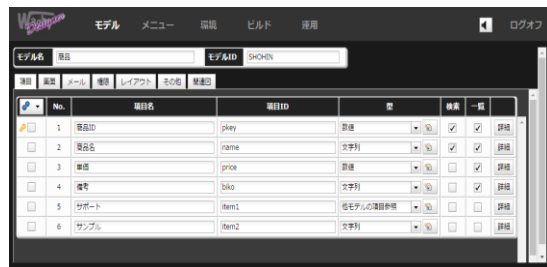 Wagby Designer モデル メニュー 環境 ビルド 運用 ログオフ
モデル名 商品 モデルID SHOHIN
項目 画面 メール 権限 レイアウト その他 関連図
No. 項目名 項目ID 型 検索 一覧
1 商品ID pkey 数値 詳細
2 商品名 name 文字列 詳細
3 単価 price 数値 詳細
4 備考 biko 文字列 詳細
5 サポート item1 他モデルの項目参照 詳細
6 サンプル item2 文字列 詳細